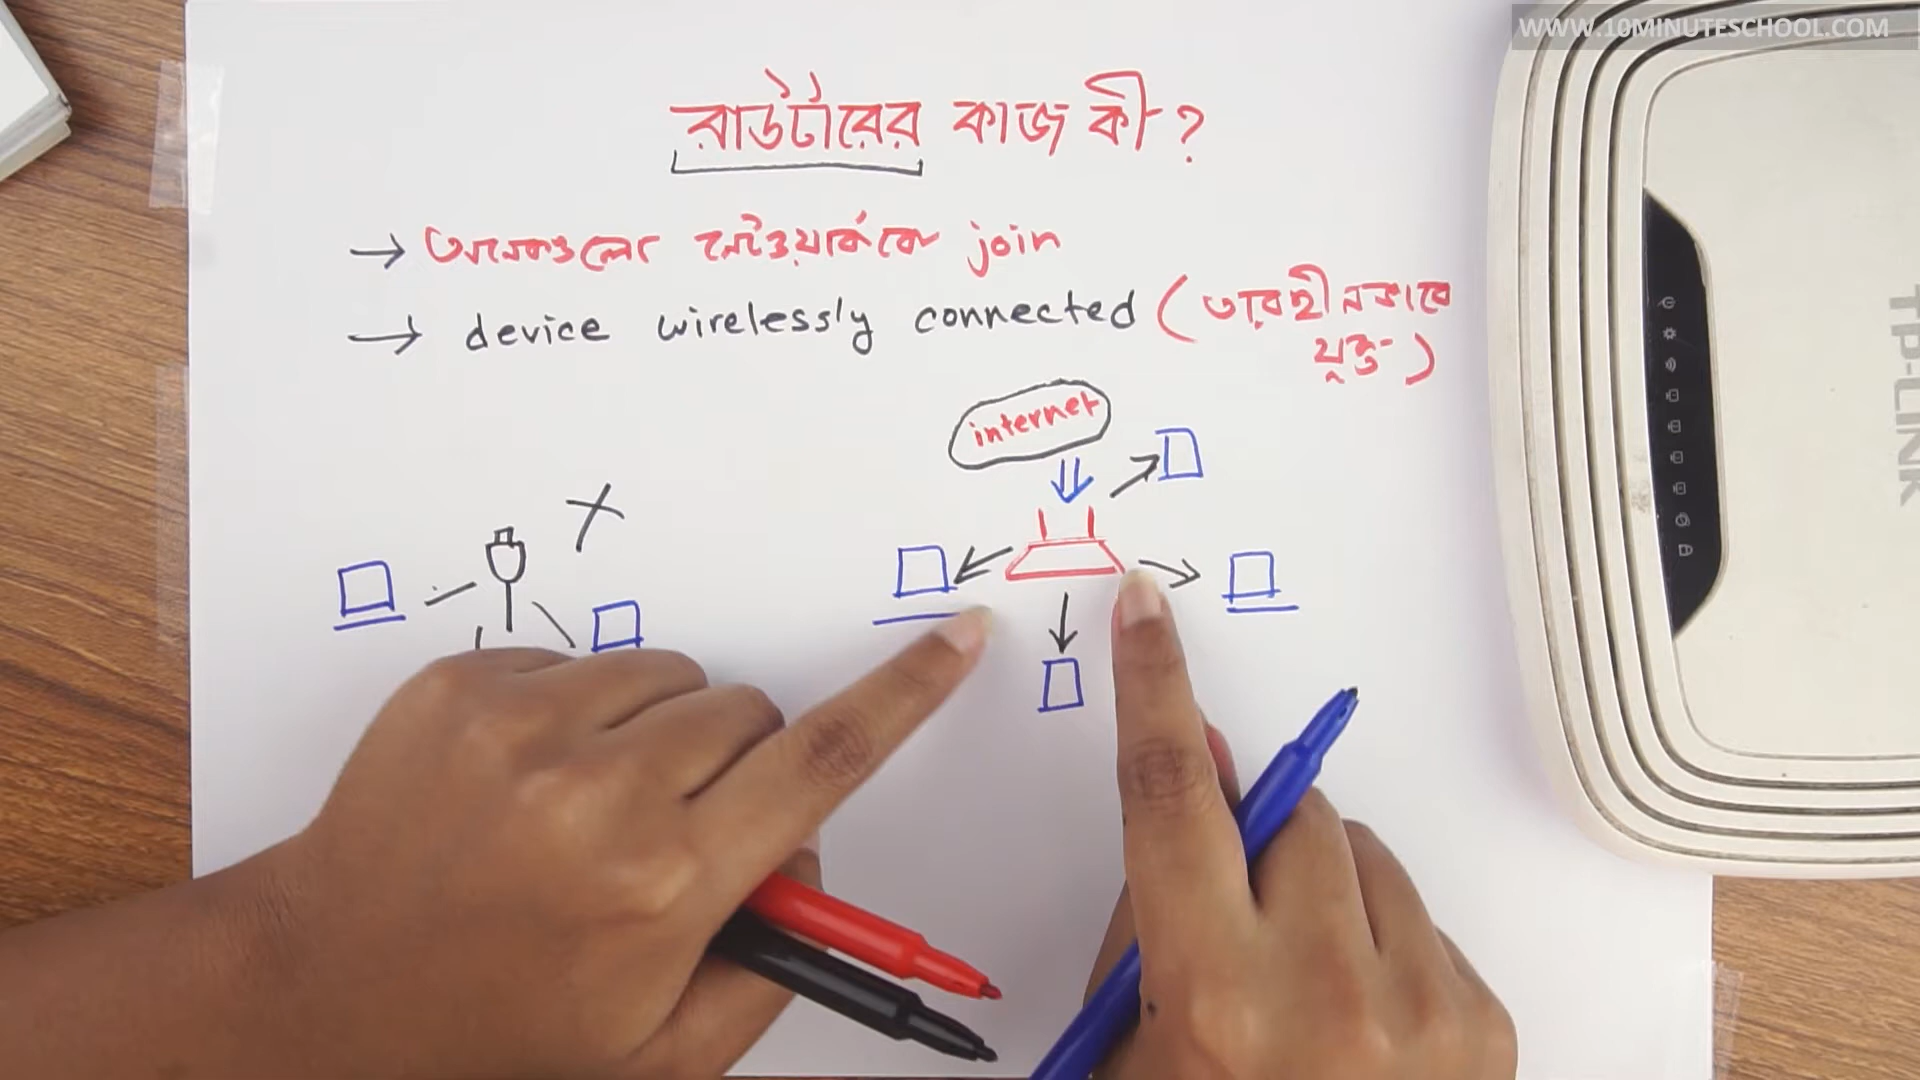 WWW.10MINUTESCHOOL.COM
রাউটারের কাজ কী?
→ অনেকগুলো নেটওয়ার্ককে join
→ device wirelessly connected (তারহীনভাবে
যুক্ত)
internet
TP-LINK